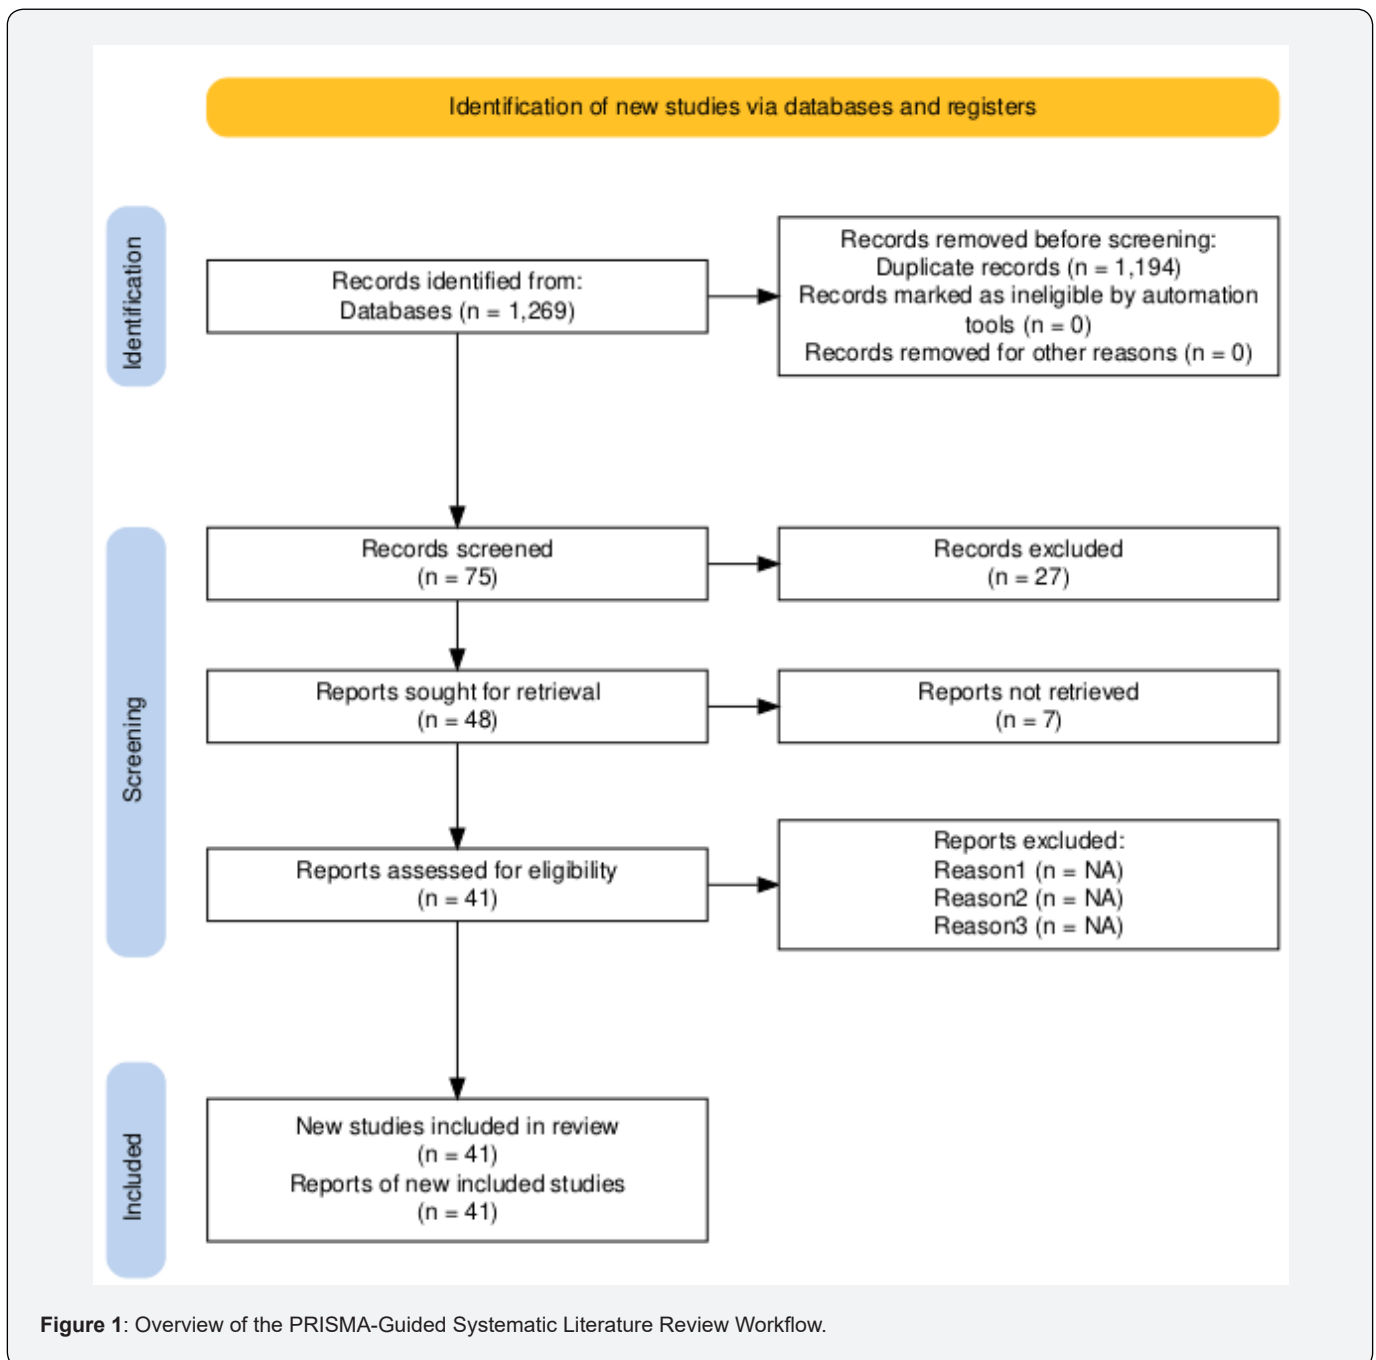 Identification of new studies via databases and registers
Identification
Records identified from:
Databases (n = 1,269)
Records removed before screening:
Duplicate records (n = 1,194)
Records marked as ineligible by automation
tools (n = 0)
Records removed for other reasons (n = 0)
Screening
Records screened
(n = 75)
Records excluded
(n = 27)
Reports sought for retrieval
(n = 48)
Reports not retrieved
(n = 7)
Reports assessed for eligibility
(n = 41)
Reports excluded:
Reason1 (n = NA)
Reason2 (n = NA)
Reason3 (n = NA)
Included
New studies included in review
(n = 41)
Reports of new included studies
(n = 41)
Figure 1: Overview of the PRISMA-Guided Systematic Literature Review Workflow.